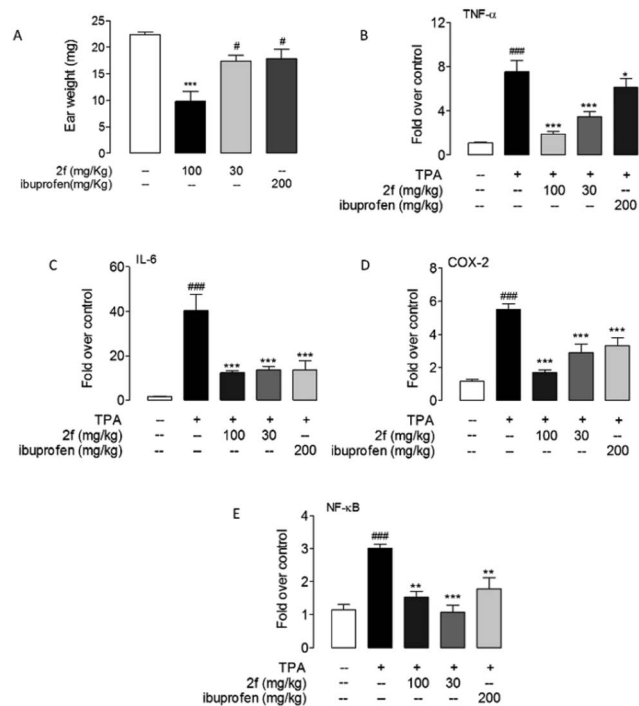 A
Ear weight (mg)
25
20
15
10
5
0
***
#
#
2f (mg/Kg) -- 100 30 --
ibuprofen(mg/Kg) -- -- -- 200
B
TNF-α
Fold over control
12
8
4
0
###
***
***
*
TPA -- + + + +
2f (mg/kg) -- -- 100 30 --
ibuprofen (mg/kg) -- -- -- -- 200
C
IL-6
Fold over control
60
40
20
0
###
***
***
***
TPA -- + + + +
2f (mg/kg) -- -- 100 30 --
ibuprofen (mg/kg) -- -- -- -- 200
D
COX-2
Fold over control
8
6
4
2
0
###
***
***
***
TPA -- + + + +
2f (mg/kg) -- -- 100 30 --
ibuprofen (mg/kg) -- -- -- -- 200
E
NF-κB
Fold over control
4
3
2
1
0
###
**
***
**
TPA -- + + + +
2f (mg/kg) -- -- 100 30 --
ibuprofen (mg/kg) -- -- -- -- 200